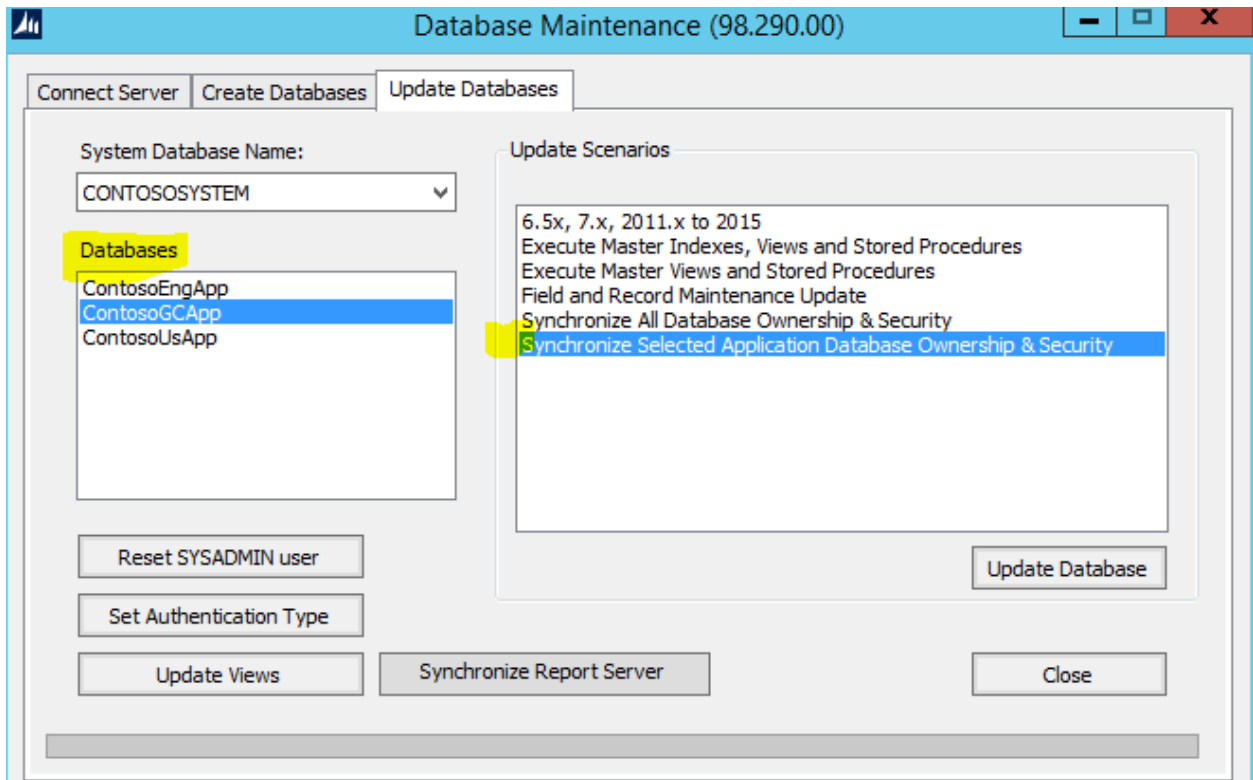 Database Maintenance (98.290.00)
Connect Server
Create Databases
Update Databases
System Database Name:
CONTOSOSYSTEM
Databases
ContosoEngApp
ContosoGCApp
ContosoUsApp
Update Scenarios
6.5x, 7.x, 2011.x to 2015
Execute Master Indexes, Views and Stored Procedures
Execute Master Views and Stored Procedures
Field and Record Maintenance Update
Synchronize All Database Ownership & Security
Synchronize Selected Application Database Ownership & Security
Reset SYSADMIN user
Update Database
Set Authentication Type
Update Views
Synchronize Report Server
Close